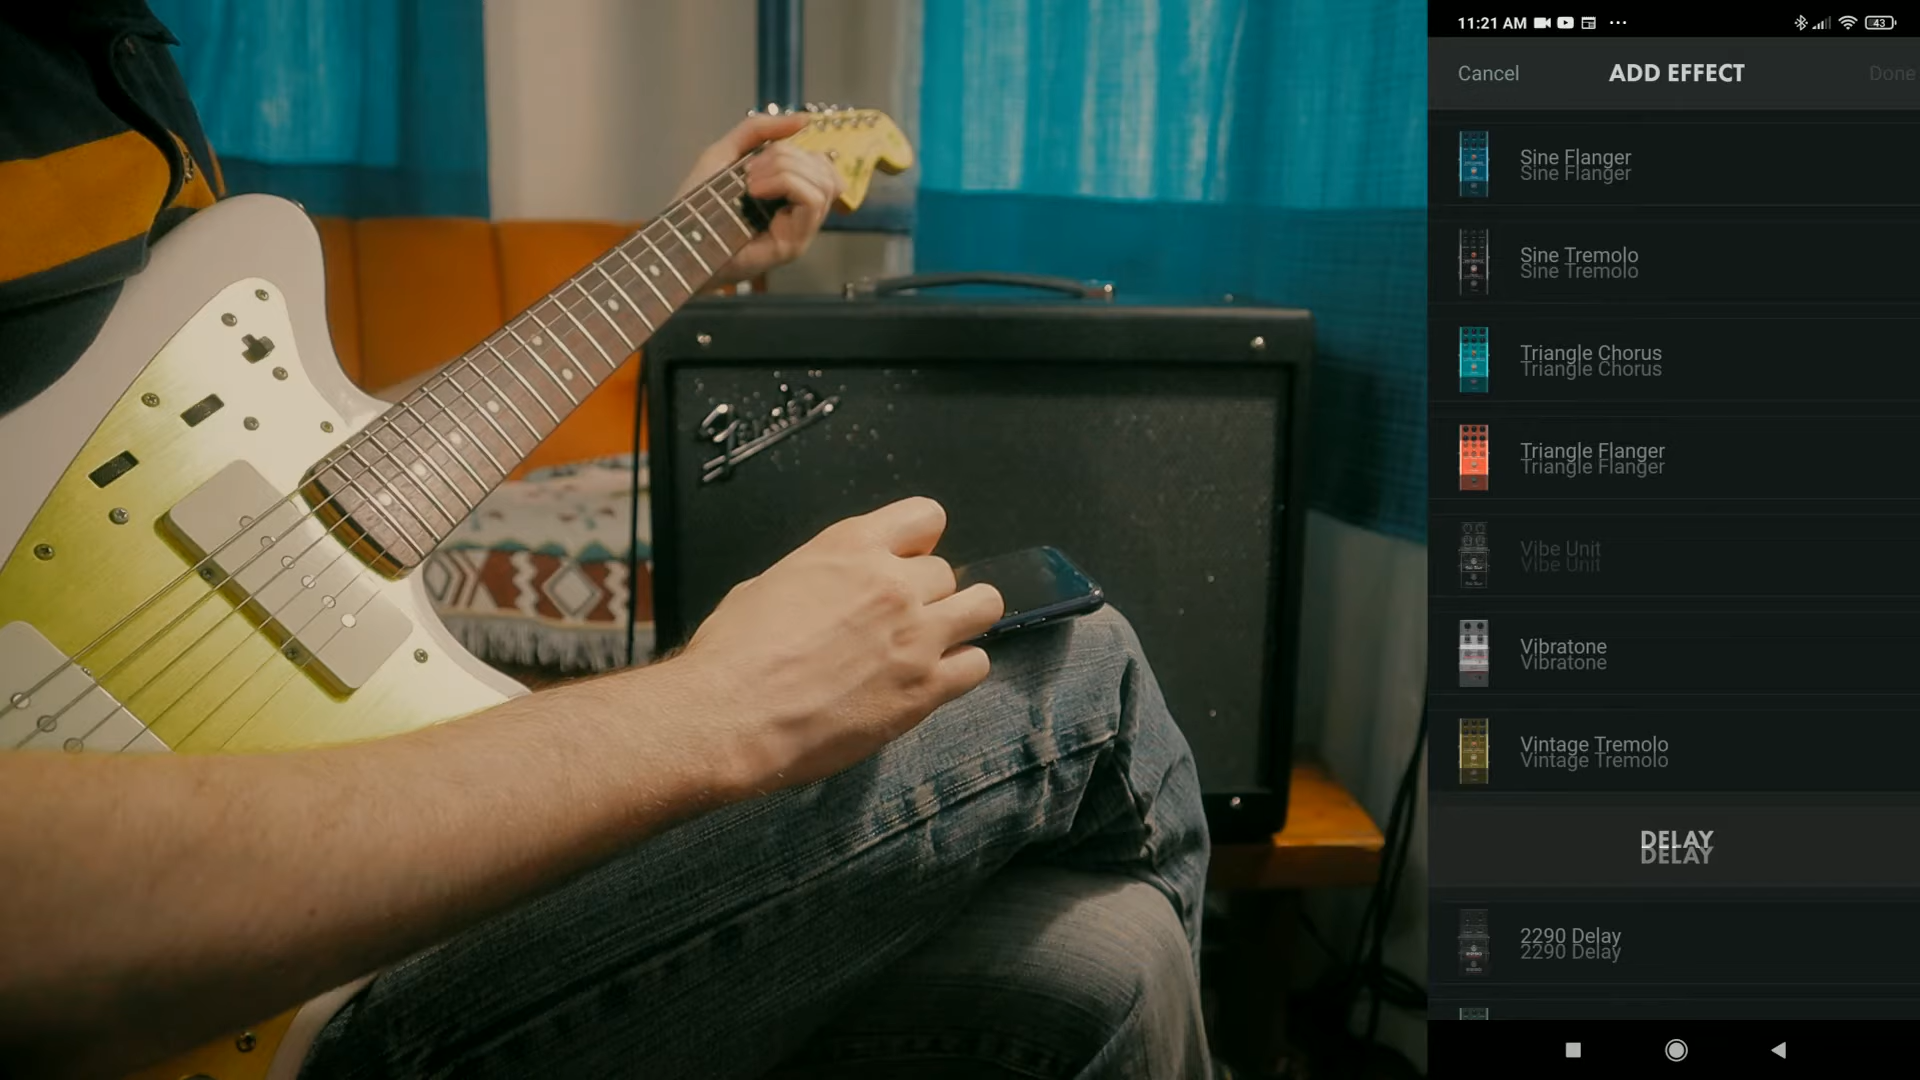 Fender
11:21 AM
43
Cancel
ADD EFFECT
Done
Sine Flanger
Sine Flanger
Sine Tremolo
Sine Tremolo
Triangle Chorus
Triangle Chorus
Triangle Flanger
Triangle Flanger
Vibe Unit
Vibe Unit
Vibratone
Vibratone
Vintage Tremolo
Vintage Tremolo
DELAY
DELAY
2290 Delay
2290 Delay